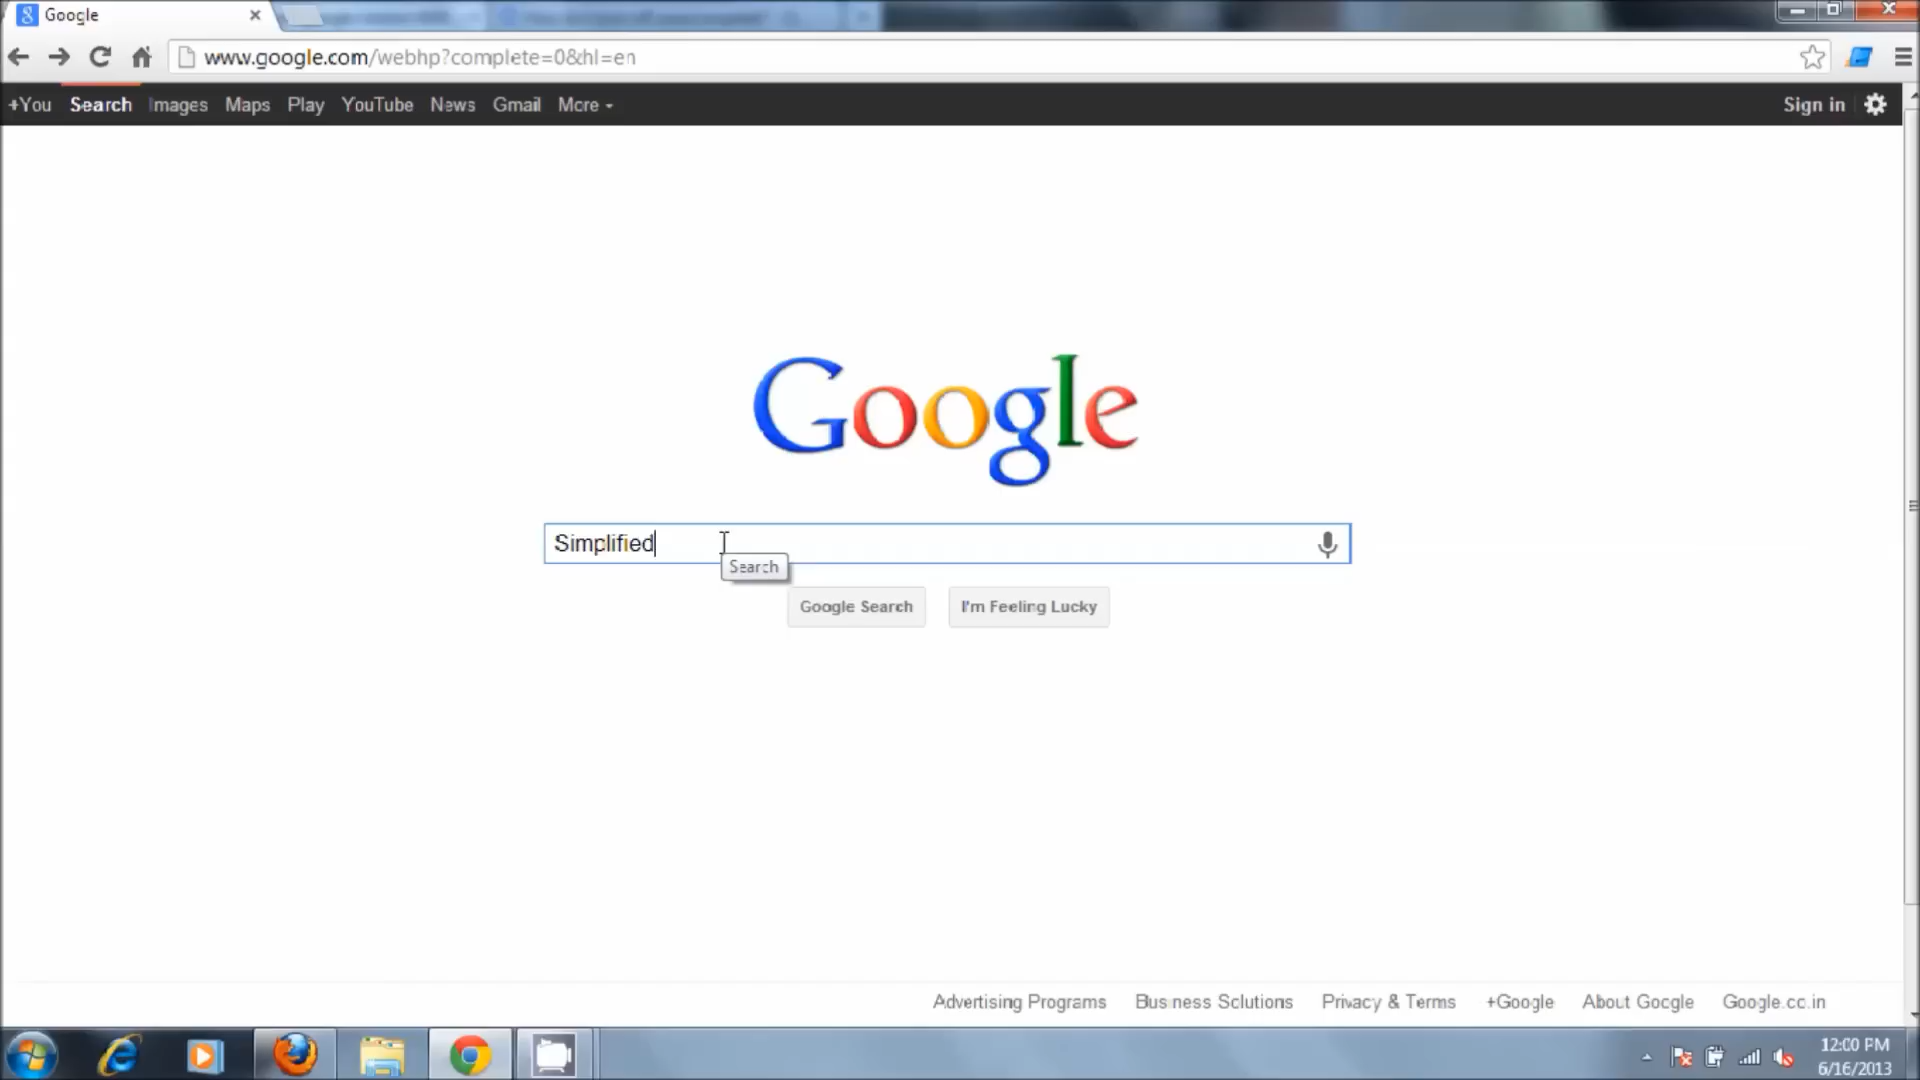 Google
www.google.com/webhp?complete=0&hl=en
+You Search Images Maps Play YouTube News Gmail More
Sign in
Google
Simplified
Search
Google Search I'm Feeling Lucky
Advertising Programs Business Solutions Privacy & Terms +Google About Google Google.co.in
12:00 PM
6/16/2013